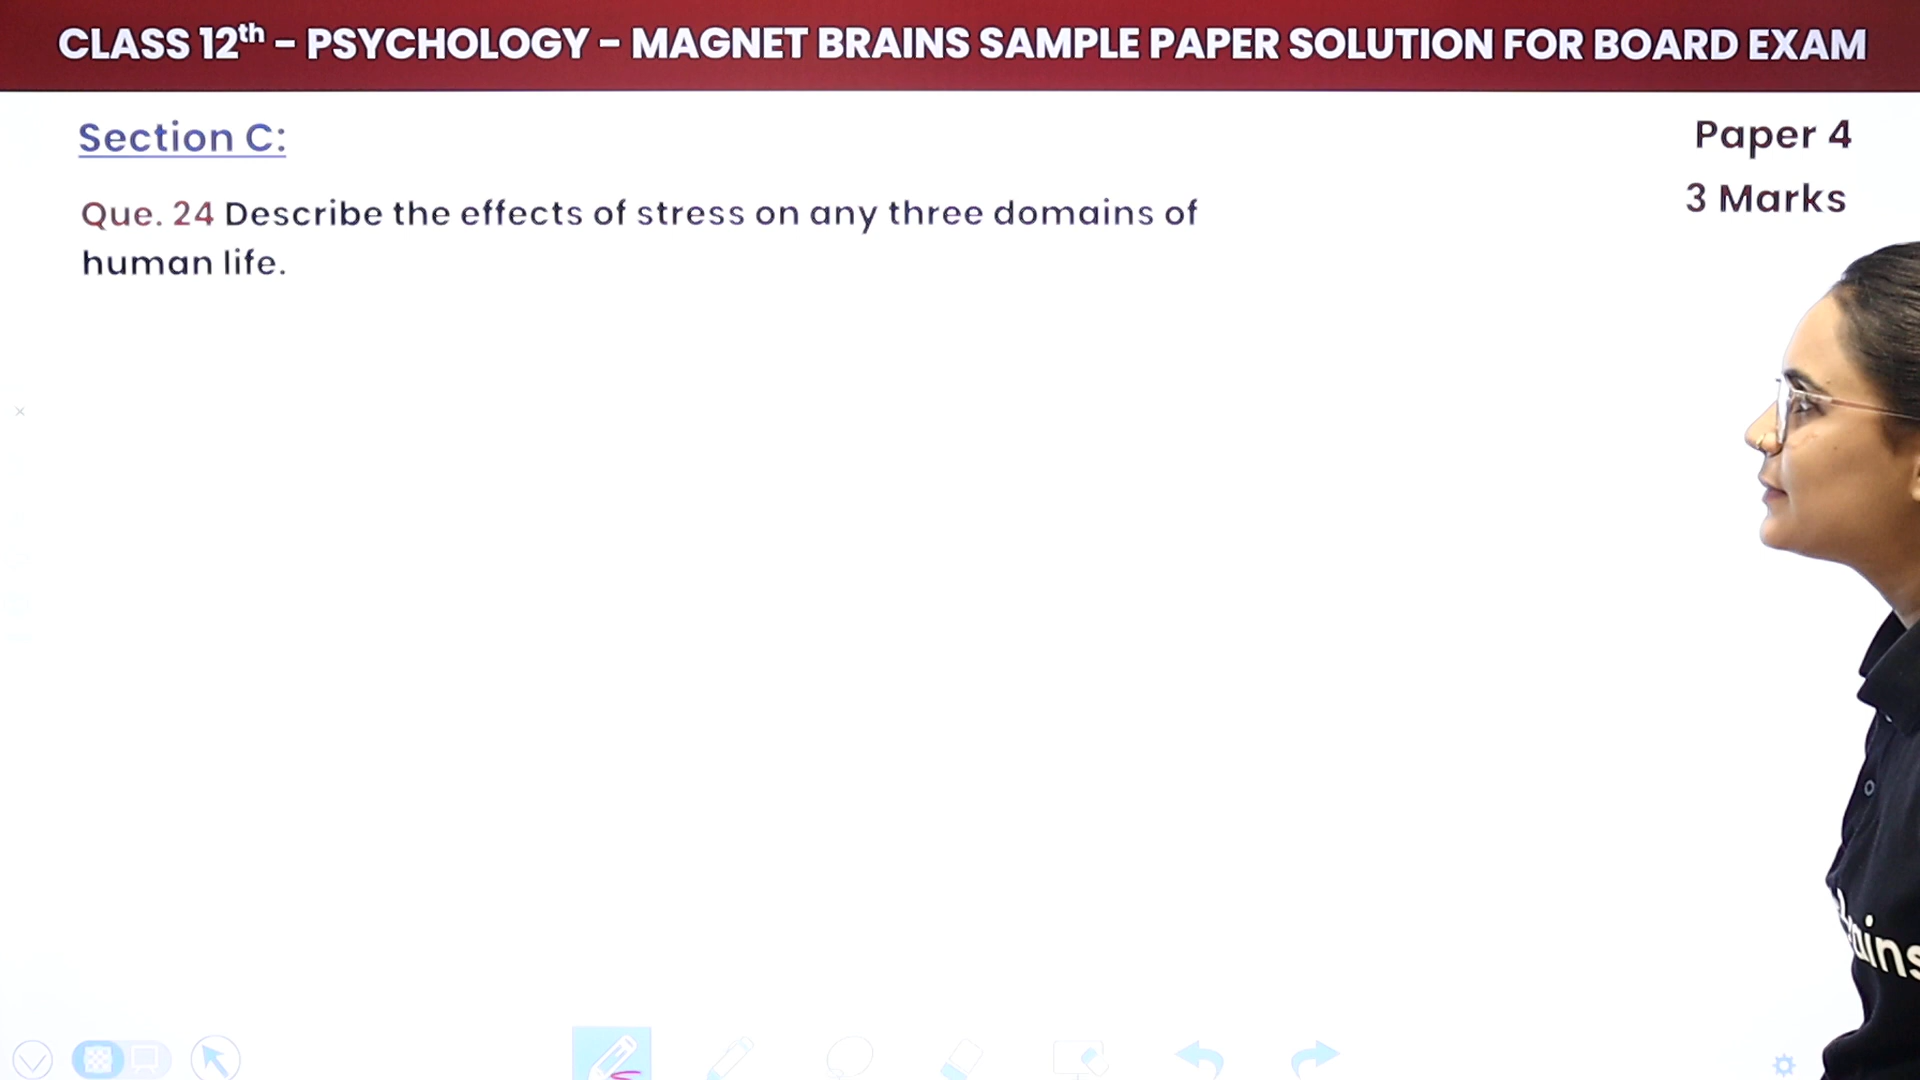 CLASS 12th – PSYCHOLOGY – MAGNET BRAINS SAMPLE PAPER SOLUTION FOR BOARD EXAM
Section C:
Paper 4
3 Marks
Que. 24 Describe the effects of stress on any three domains of
human life.